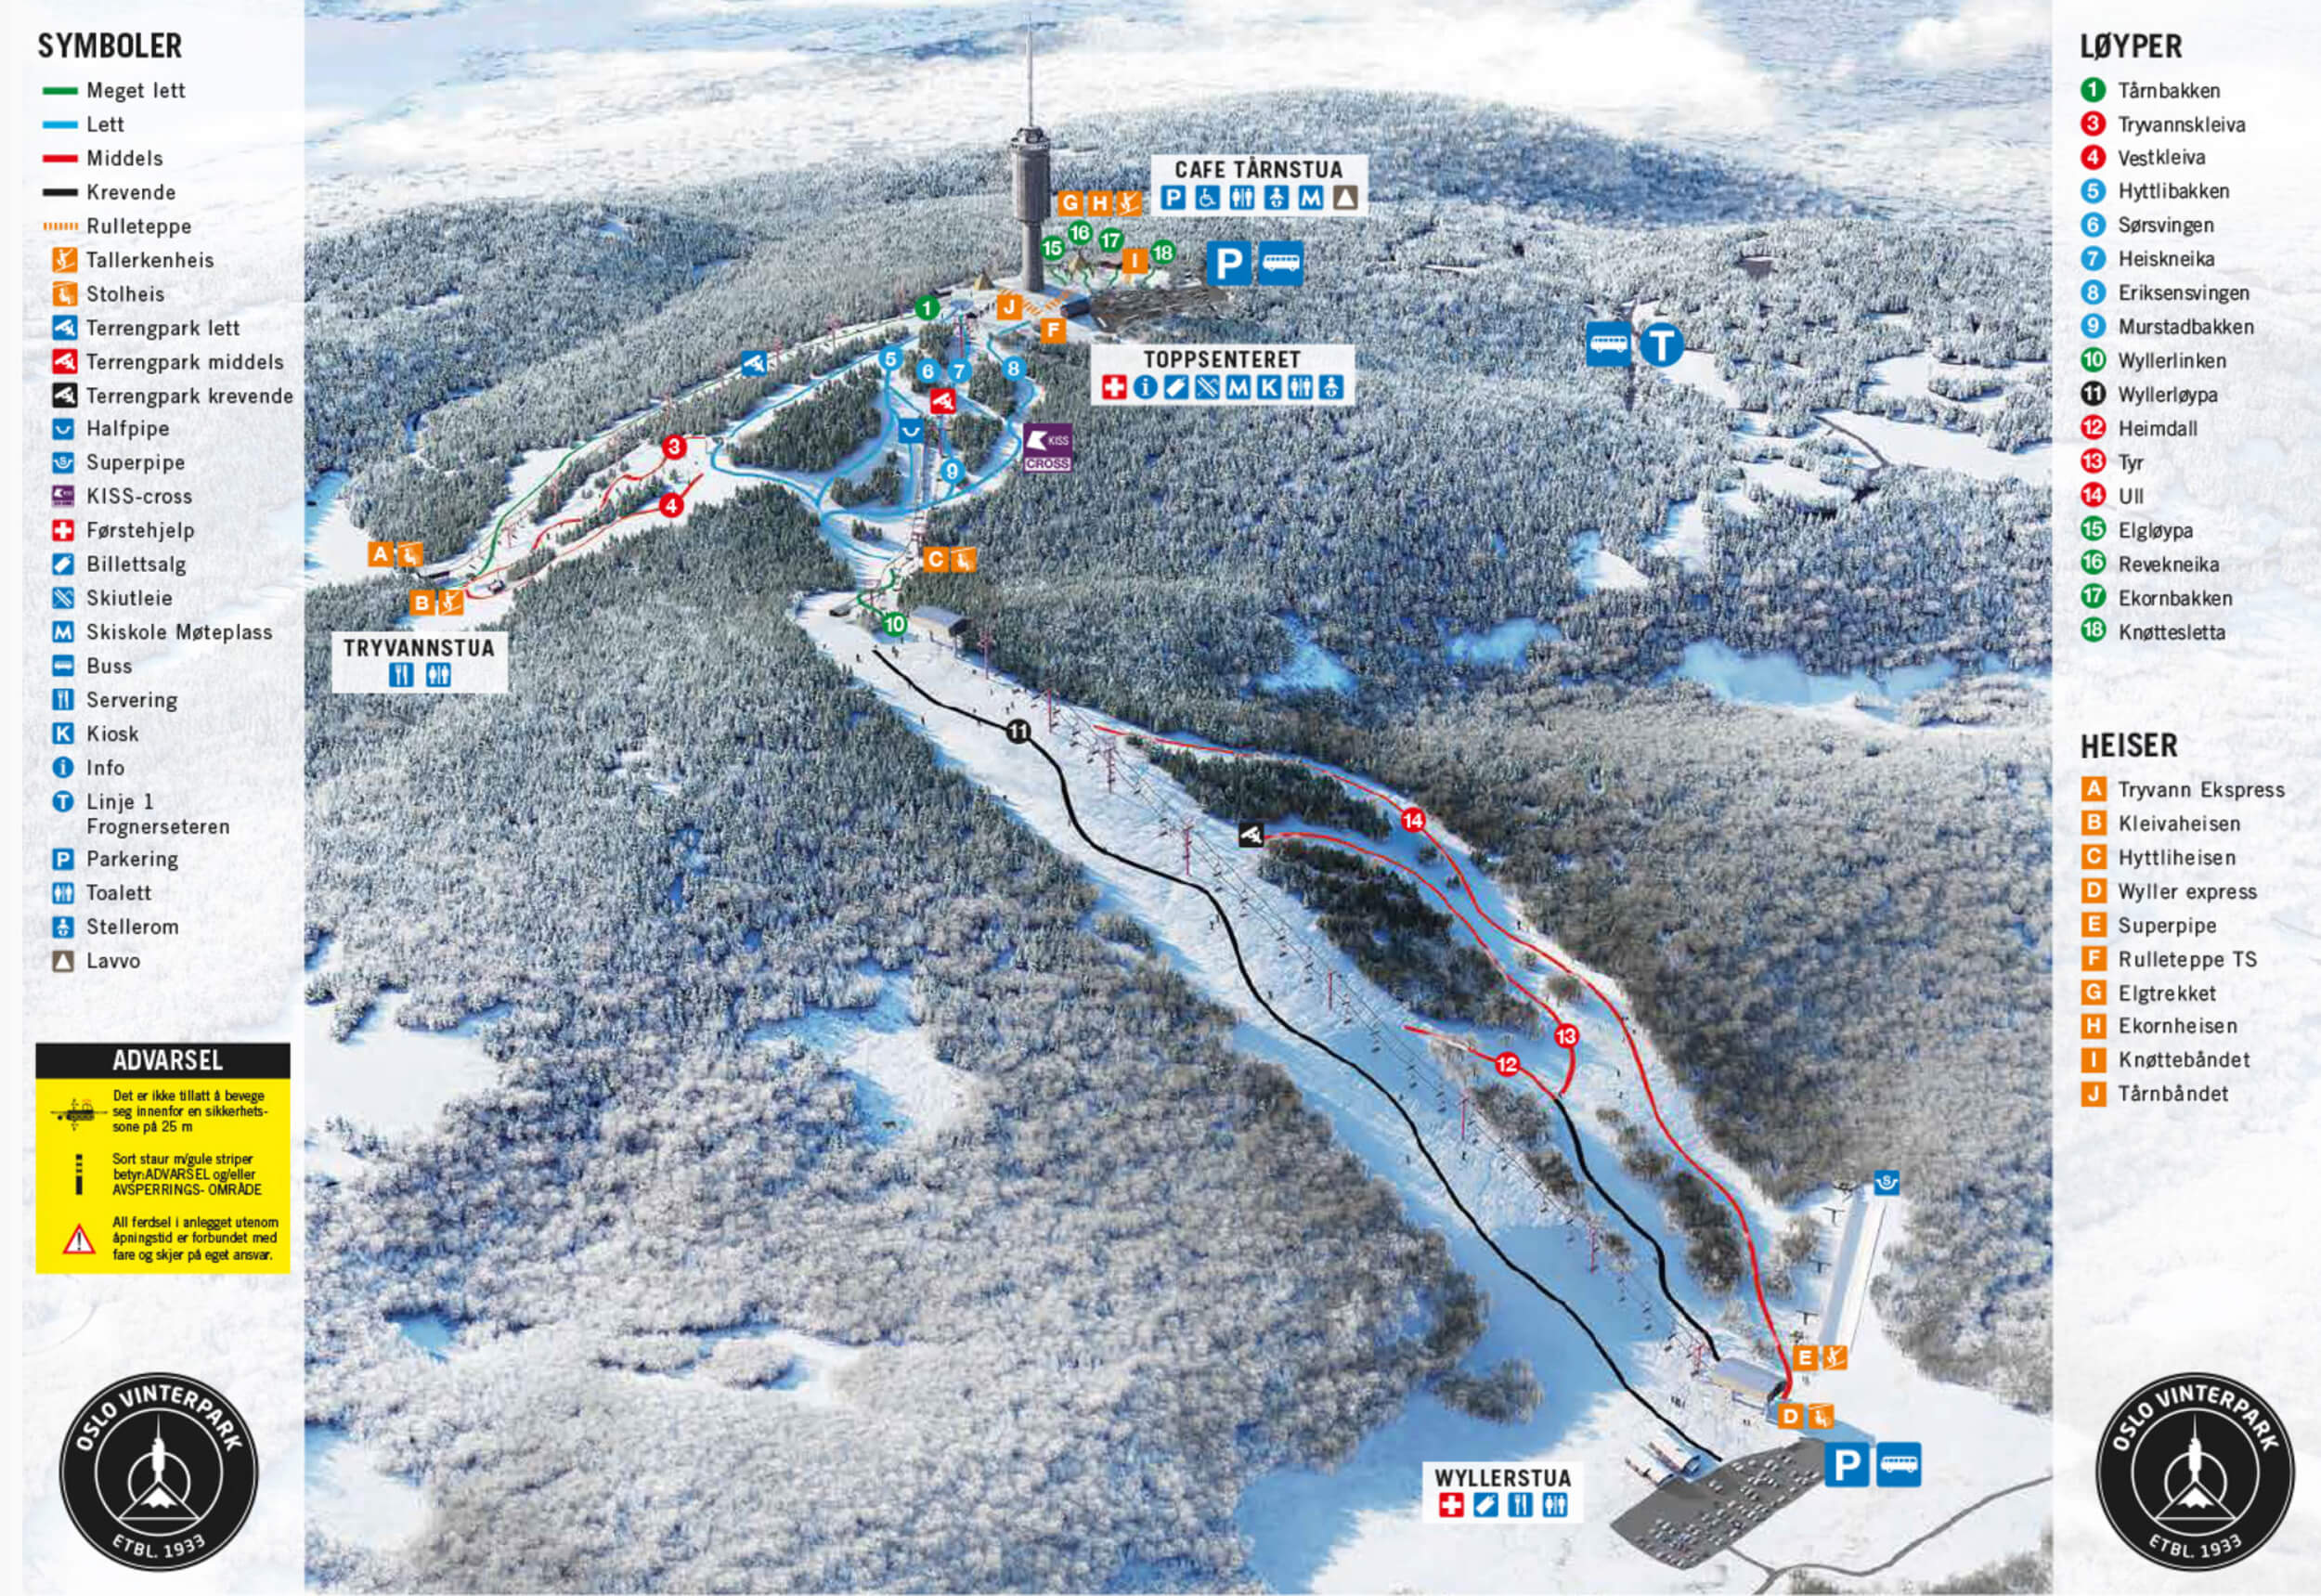 SYMBOLER
Meget lett
Lett
Middels
Krevende
Rulleteppe
Tallerkenheis
Stolheis
Terrengpark lett
Terrengpark middels
Terrengpark krevende
Halfpipe
Superpipe
KISS-cross
Førstehjelp
Billettsalg
Skiutleie
M Skiskole Møteplass
Buss
Servering
K Kiosk
i Info
T Linje 1
Frognerseteren
P Parkering
Toalett
Stellerom
Lavvo
ADVARSEL
Det er ikke tillatt å bevege
seg innenfor en sikkerhets-
sone på 25 m
Sort staur m/gule striper
betyr:ADVARSEL og/eller
AVSPERRINGS- OMRÅDE
All ferdsel i anlegget utenom
åpningstid er forbundet med
fare og skjer på eget ansvar.
OSLO VINTERPARK
ETBL. 1933
CAFE TÅRNSTUA
P M
G H
15 16 17 I 18
P
J
F
1
TOPPSENTERET
i M K
T
5 6 7 8
KISS
CROSS
3
9
4
A
C
B
10
TRYVANNSTUA
11
14
13
12
S
E
D
P
WYLLERSTUA
LØYPER
1 Tårnbakken
3 Tryvannskleiva
4 Vestkleiva
5 Hyttlibakken
6 Sørsvingen
7 Heiskneika
8 Eriksensvingen
9 Murstadbakken
10 Wyllerlinken
11 Wyllerløypa
12 Heimdall
13 Tyr
14 Ull
15 Elgløypa
16 Revekneika
17 Ekornbakken
18 Knøttesletta
HEISER
A Tryvann Ekspress
B Kleivaheisen
C Hyttliheisen
D Wyller express
E Superpipe
F Rulleteppe TS
G Elgtrekket
H Ekornheisen
I Knøttebåndet
J Tårnbåndet
OSLO VINTERPARK
ETBL. 1933